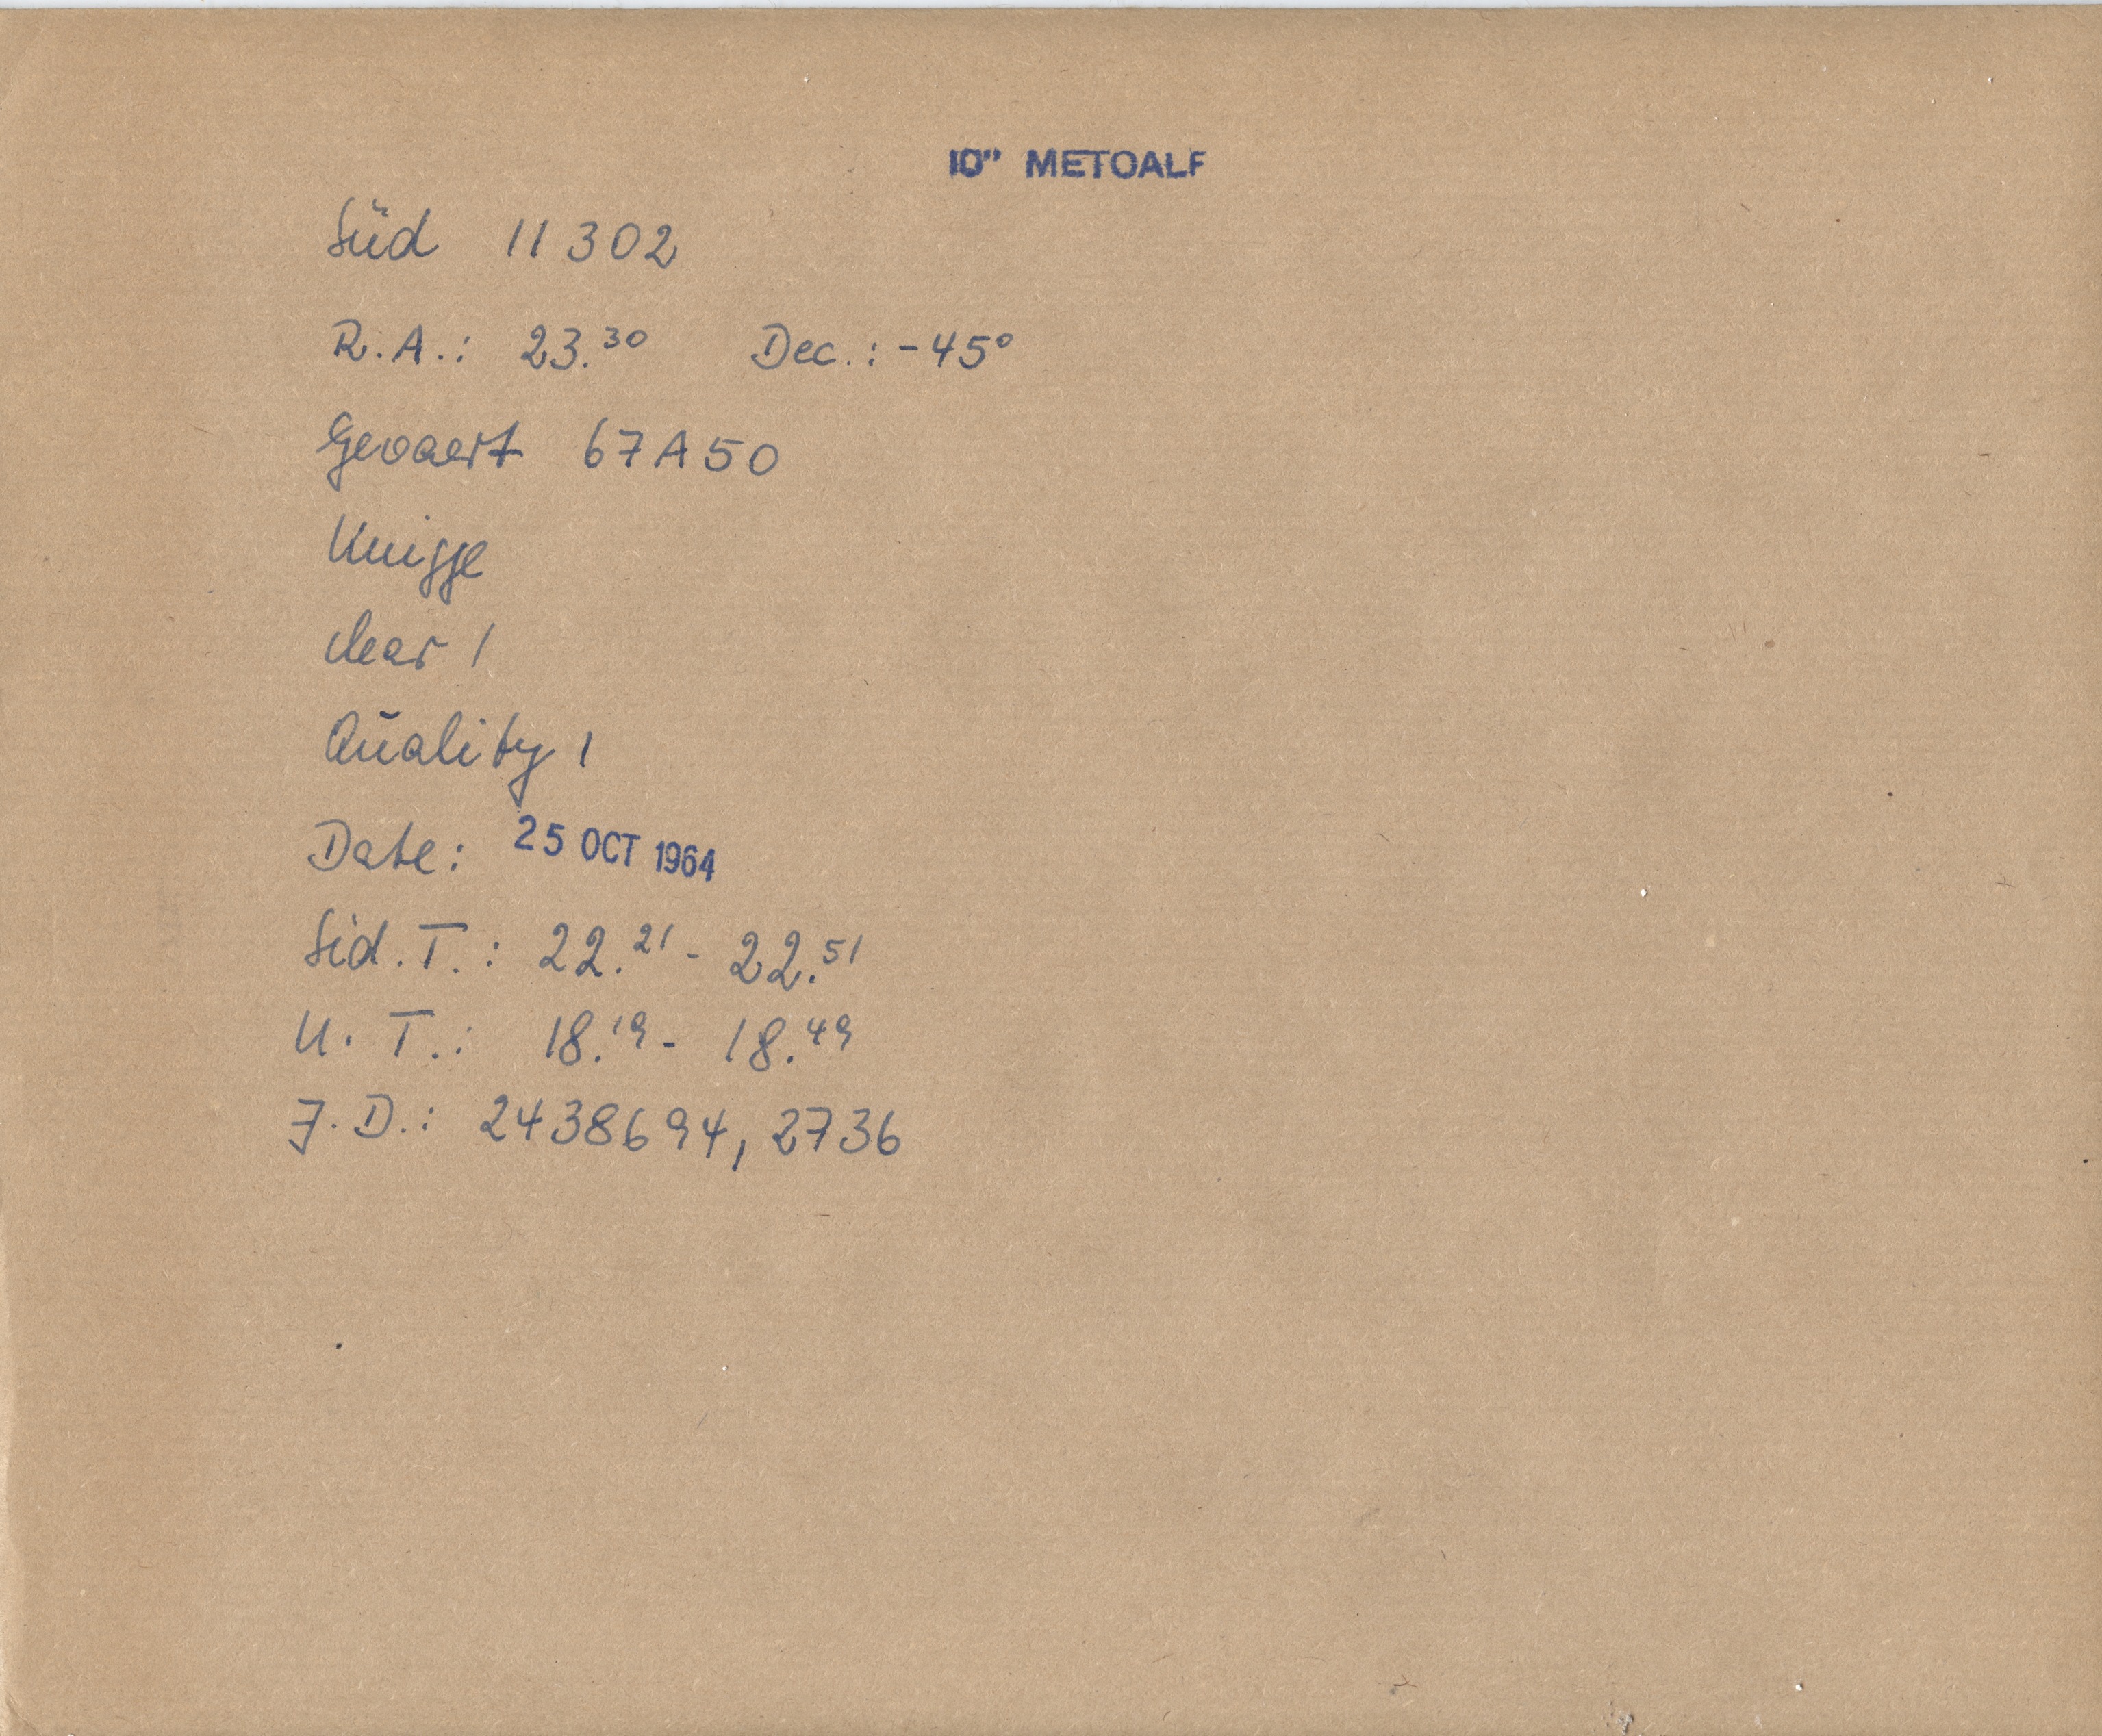 10" METOALF
Süd 11302
R.A.: 23.³⁰ Dec.: -45°
Gevaert 67A50
Knigge
clear 1
Quality 1
Date: 25 OCT 1964
Sid. T.: 22.²¹ - 22.⁵¹
U. T.: 18.¹⁹ - 18.⁴⁹
J. D.: 2438694,2736